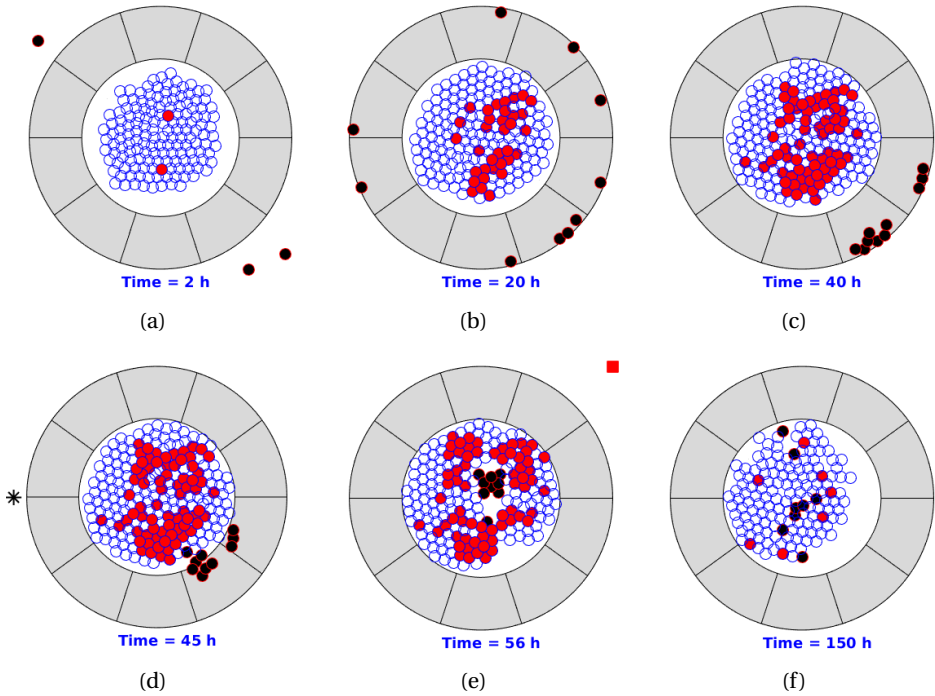 Time = 2 h
Time = 20 h
Time = 40 h
(a)
(b)
(c)
Time = 45 h
Time = 56 h
Time = 150 h
(d)
(e)
(f)